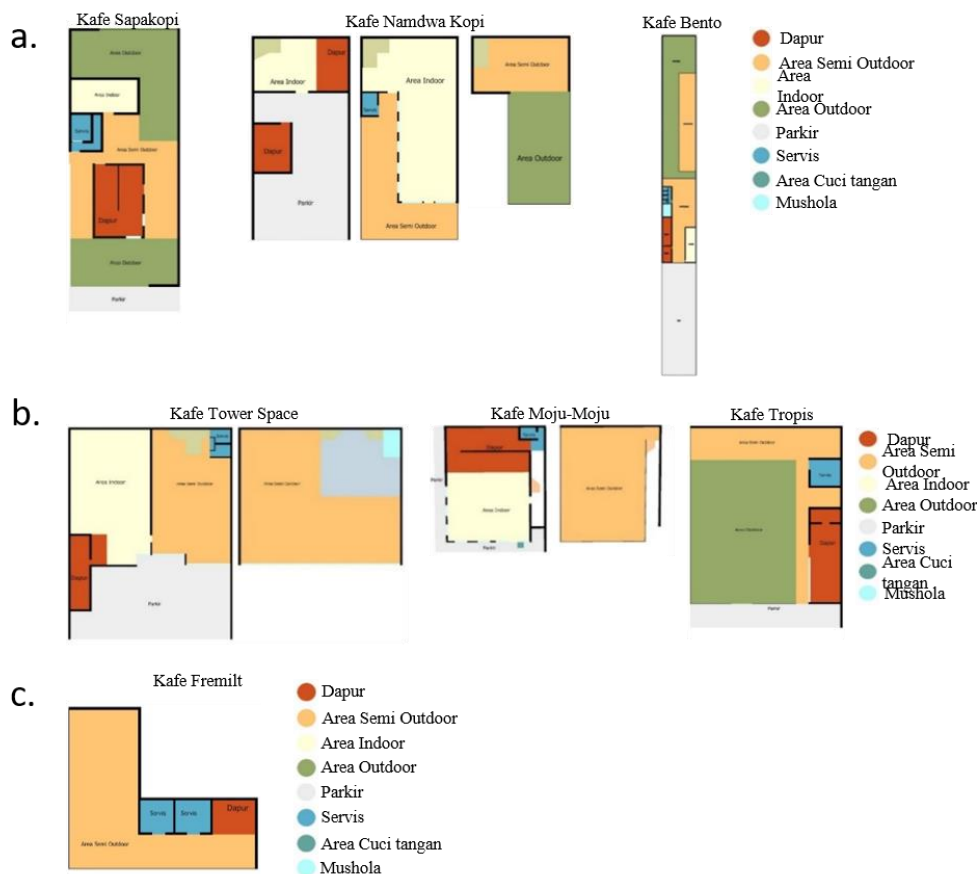 Kafe Sapakopi
Kafe Namdwa Kopi
Kafe Bento
a.
Area Outdoor
Area Indoor
Servis
Area Semi Outdoor
Dapur
Area Outdoor
Parkir
Area Indoor
Dapur
Dapur
Parkir
Area Indoor
Servis
Area Semi Outdoor
Area Semi Outdoor
Area Outdoor
Dapur
Area Semi Outdoor
Area
Indoor
Area Outdoor
Parkir
Servis
Area Cuci tangan
Mushola
b.
Kafe Tower Space
Kafe Moju-Moju
Kafe Tropis
Area Indoor
Area Semi Outdoor
Servis
Dapur
Parkir
Area Semi Outdoor
Dapur
Servis
Parkir
Area Indoor
Parkir
Area Semi Outdoor
Area Semi Outdoor
Servis
Area Outdoor
Dapur
Parkir
Dapur
Area Semi
Outdoor
Area Indoor
Area Outdoor
Parkir
Servis
Area Cuci
tangan
Mushola
c.
Kafe Fremilt
Servis
Servis
Dapur
Area Semi Outdoor
Dapur
Area Semi Outdoor
Area Indoor
Area Outdoor
Parkir
Servis
Area Cuci tangan
Mushola